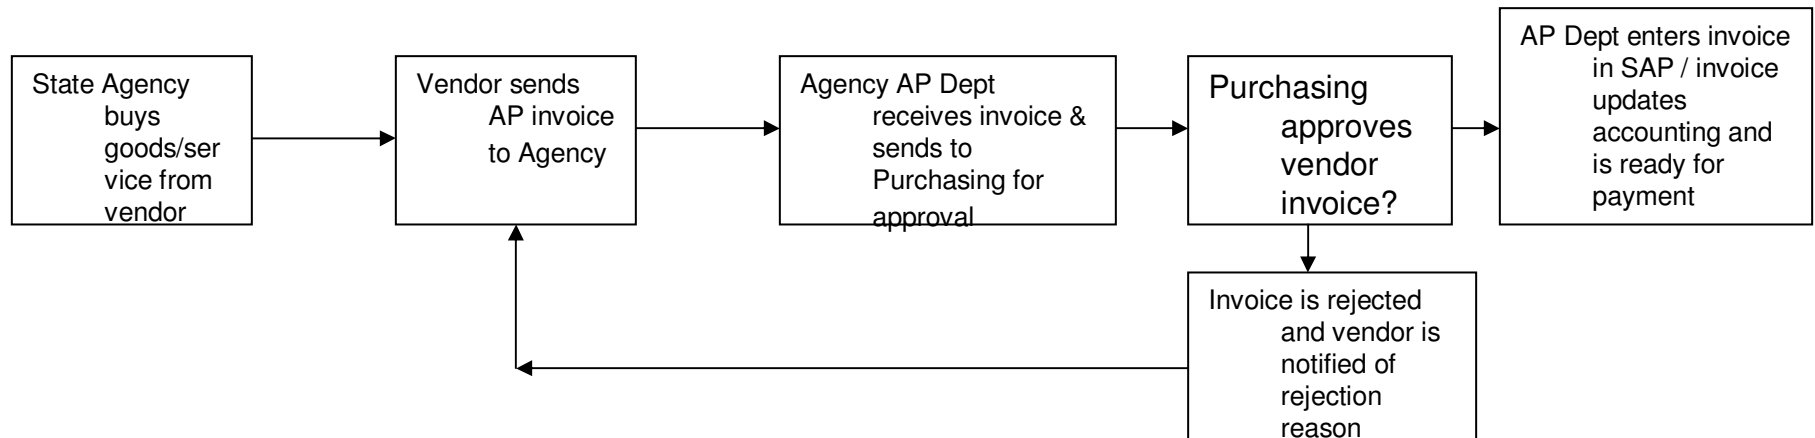 State Agency
buys
goods/ser
vice from
vendor
Vendor sends
AP invoice
to Agency
Agency AP Dept
receives invoice &
sends to
Purchasing for
approval
Purchasing
approves
vendor
invoice?
AP Dept enters invoice
in SAP / invoice
updates
accounting and
is ready for
payment
Invoice is rejected
and vendor is
notified of
rejection
reason